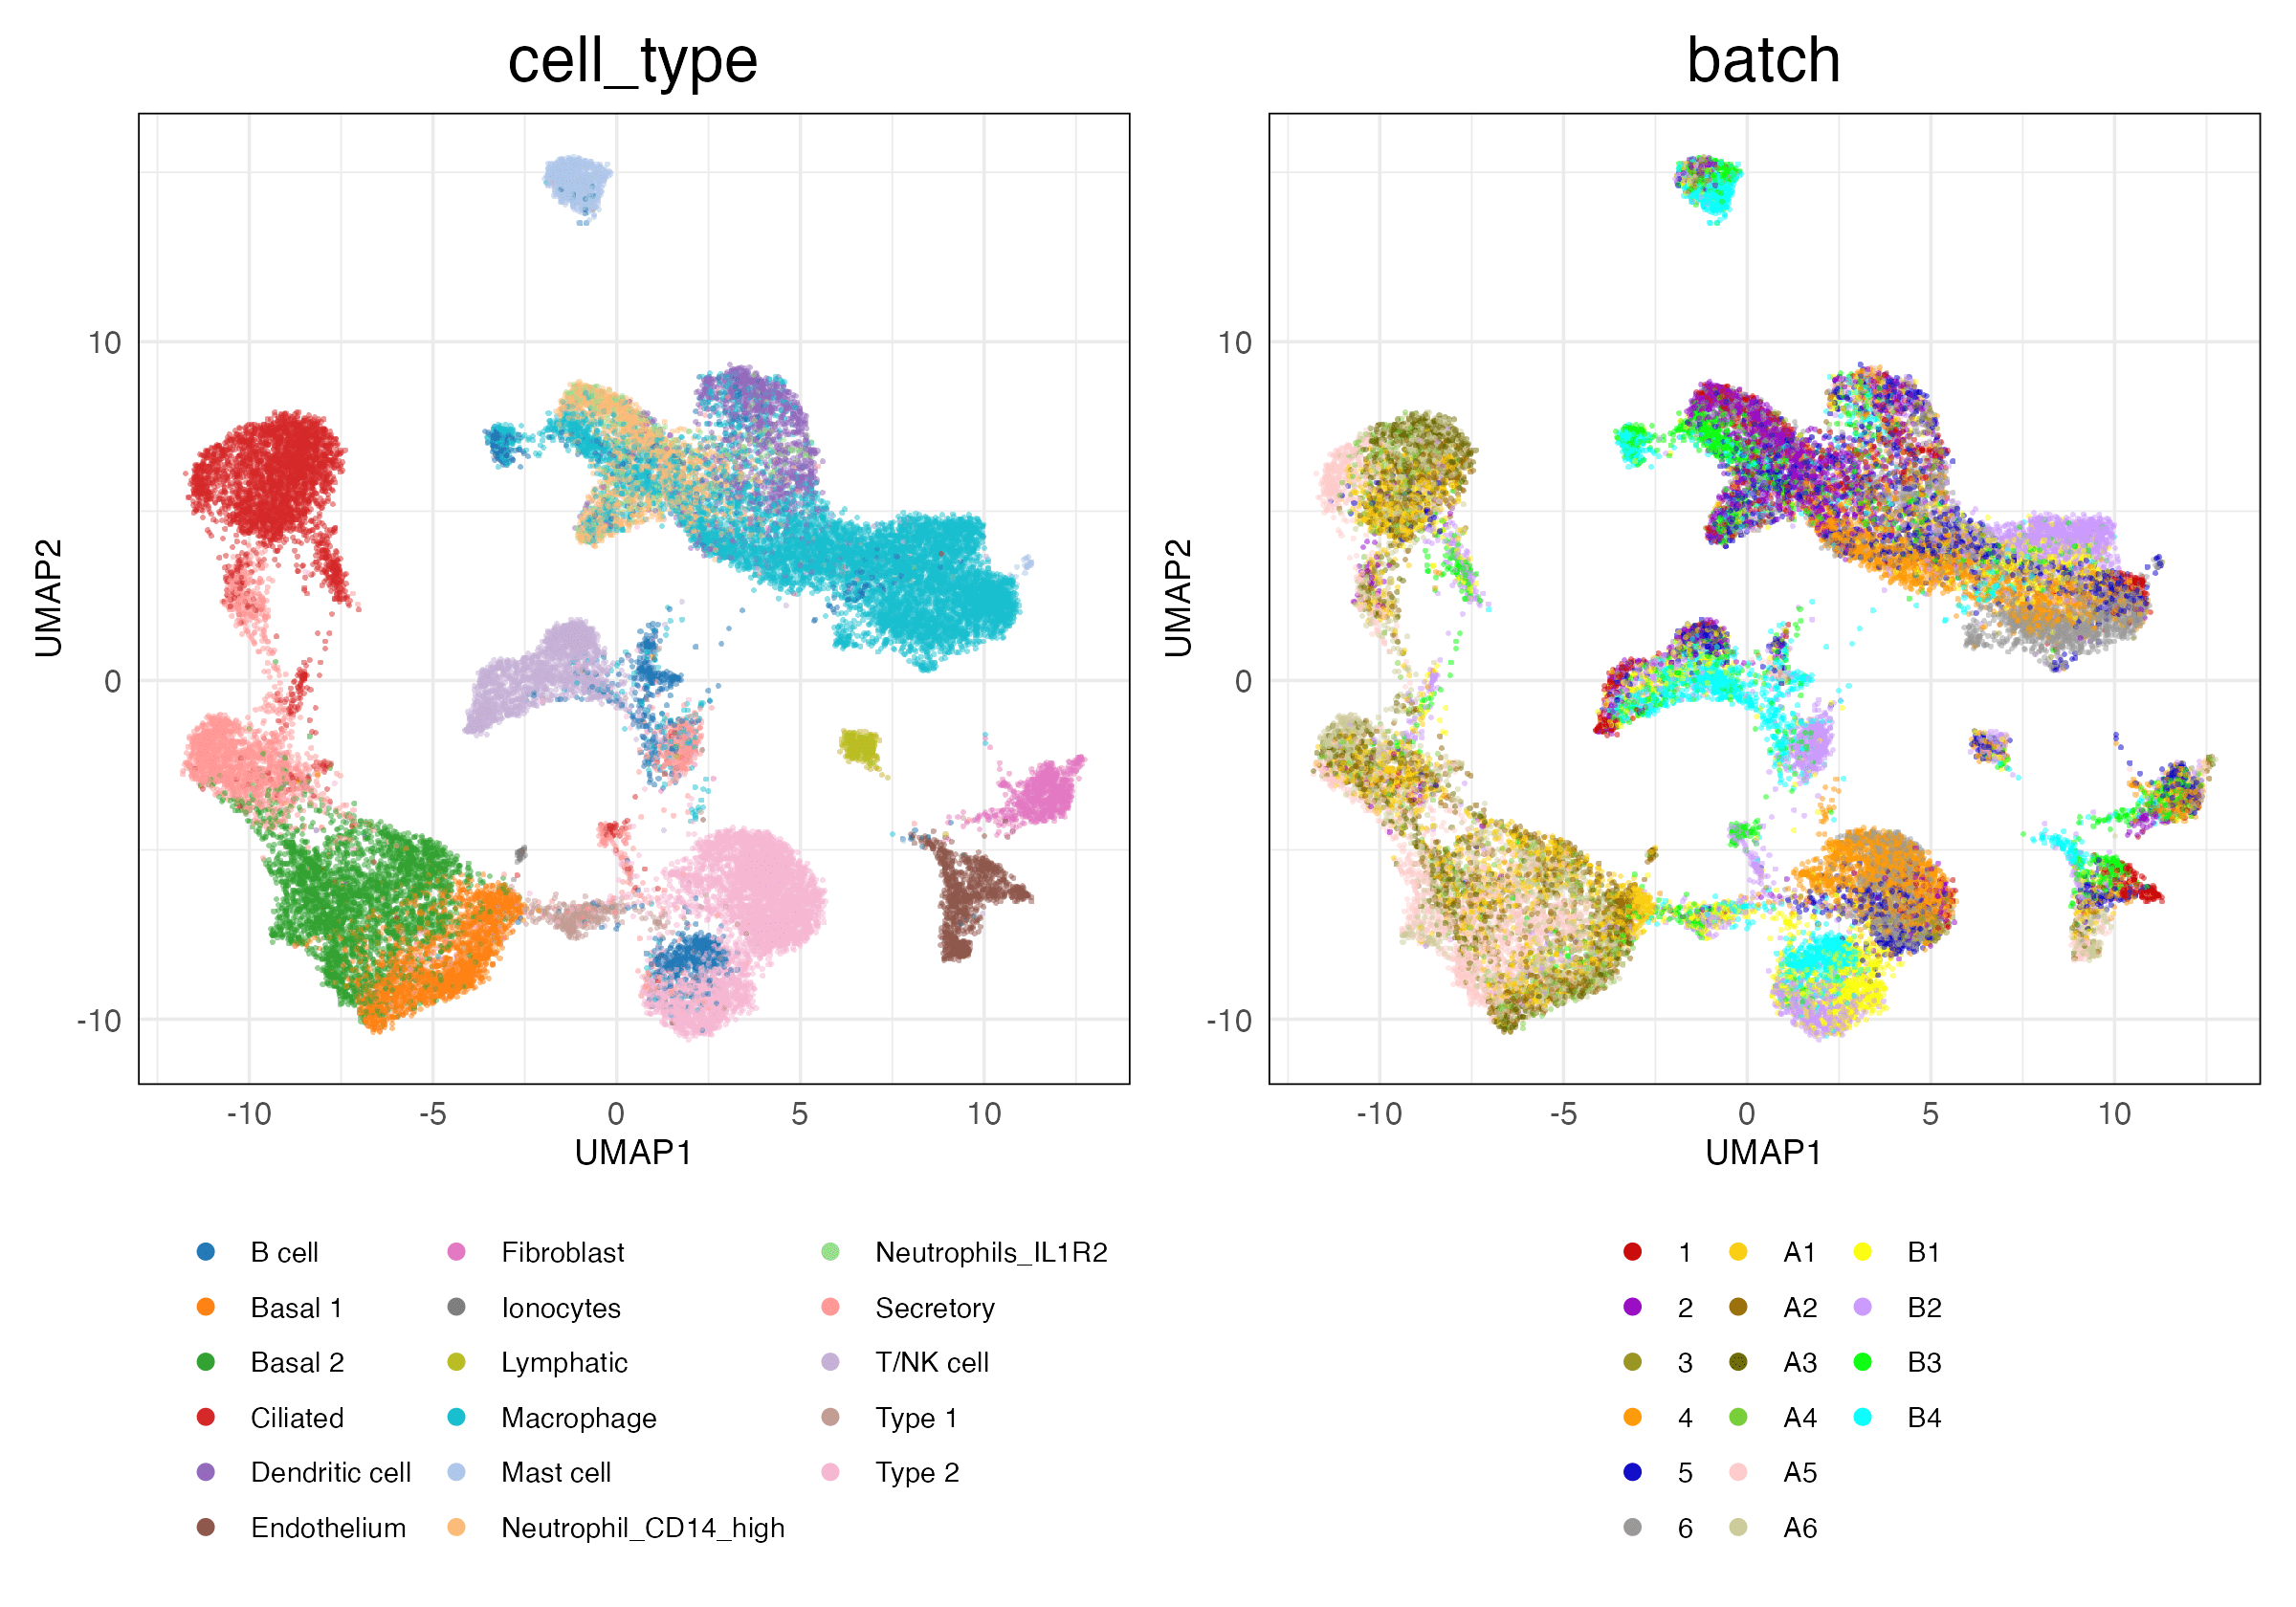 cell_type
batch
10
0
-10
UMAP2
-10 -5 0 5 10
UMAP1
10
0
-10
UMAP2
-10 -5 0 5 10
UMAP1
B cell Fibroblast Neutrophils_IL1R2
Basal 1 Ionocytes Secretory
Basal 2 Lymphatic T/NK cell
Ciliated Macrophage Type 1
Dendritic cell Mast cell Type 2
Endothelium Neutrophil_CD14_high
1 A1 B1
2 A2 B2
3 A3 B3
4 A4 B4
5 A5
6 A6